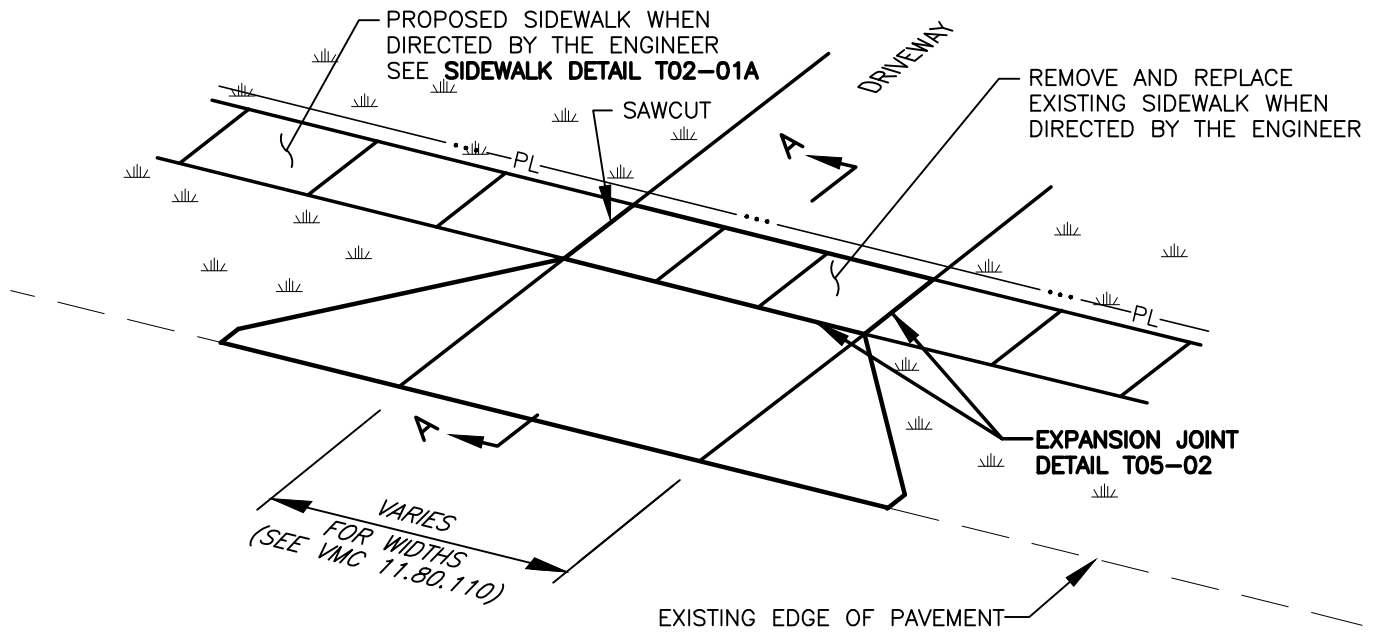 PROPOSED SIDEWALK WHEN
DIRECTED BY THE ENGINEER
SEE SIDEWALK DETAIL T02-01A
SAWCUT
DRIVEWAY
REMOVE AND REPLACE
EXISTING SIDEWALK WHEN
DIRECTED BY THE ENGINEER
A
PL
PL
A
EXPANSION JOINT
DETAIL T05-02
VARIES
FOR WIDTHS
(SEE VMC 11.80.110)
EXISTING EDGE OF PAVEMENT